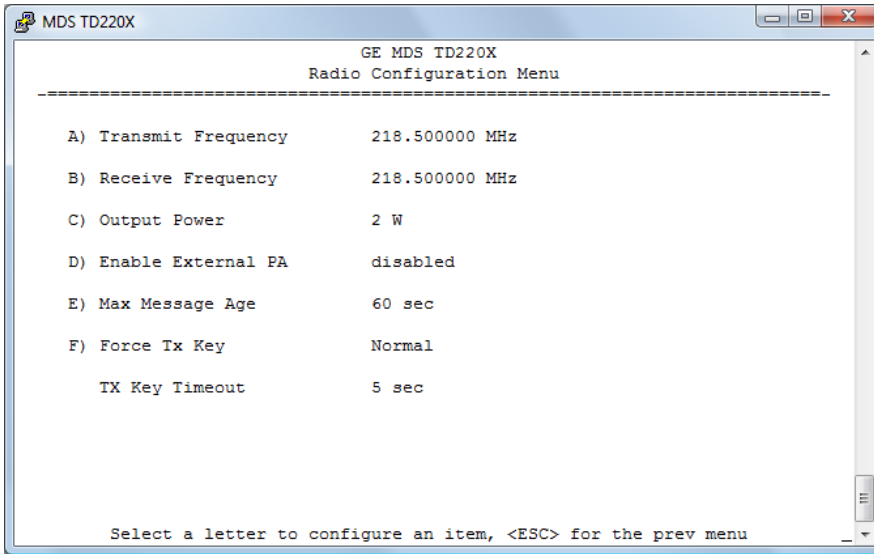 MDS TD220X
GE MDS TD220X
Radio Configuration Menu
A) Transmit Frequency 218.500000 MHz
B) Receive Frequency 218.500000 MHz
C) Output Power 2 W
D) Enable External PA disabled
E) Max Message Age 60 sec
F) Force Tx Key Normal
TX Key Timeout 5 sec
Select a letter to configure an item, <ESC> for the prev menu